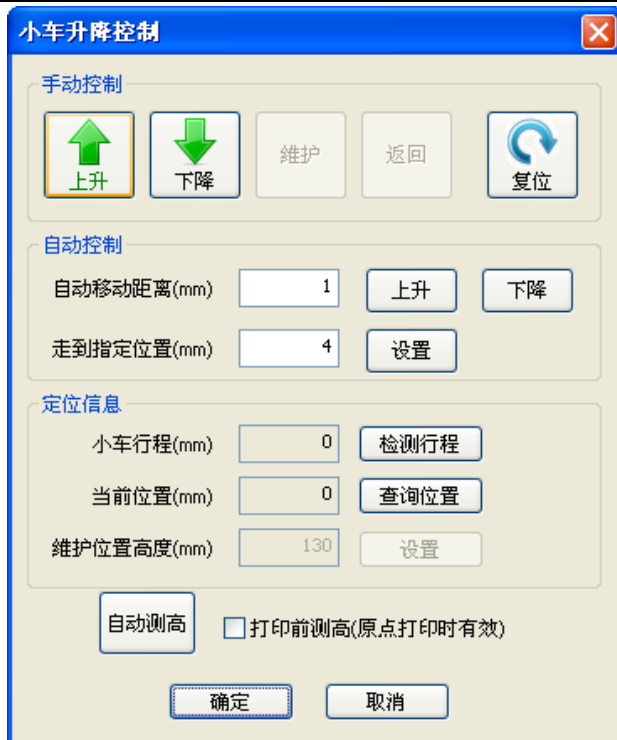 小车升降控制
手动控制
上升 下降 维护 返回 复位
自动控制
自动移动距离(mm) 1 上升 下降
走到指定位置(mm) 4 设置
定位信息
小车行程(mm) 0 检测行程
当前位置(mm) 0 查询位置
维护位置高度(mm) 130 设置
自动测高 打印前测高(原点打印时有效)
确定 取消